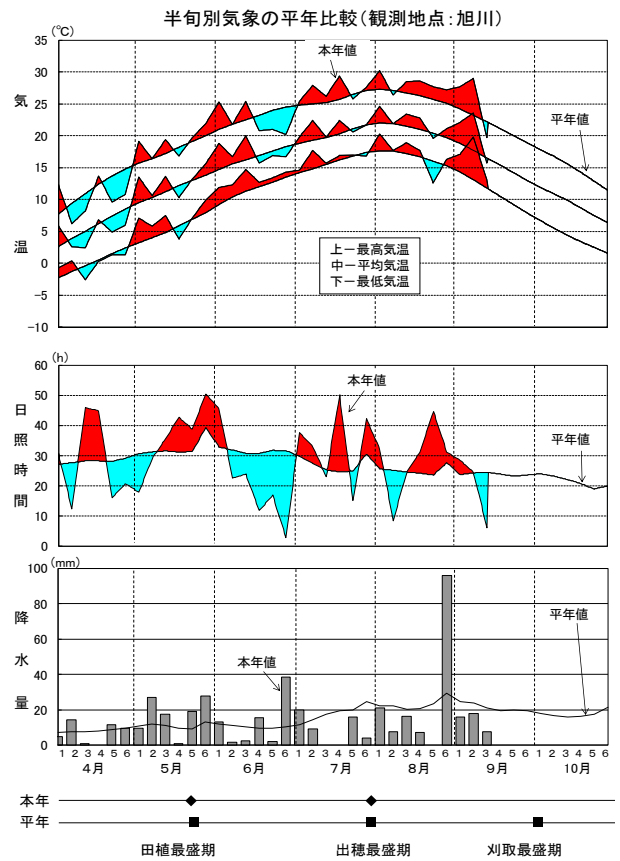 半旬別気象の平年比較(観測地点:旭川)
(℃)
35
30
25
20
15
10
5
0
-5
-10
気
温
本年値
平年値
上-最高気温
中-平均気温
下-最低気温
(h)
60
50
40
30
20
10
0
日
照
時
間
本年値
平年値
(mm)
100
80
60
40
20
0
降
水
量
本年値
平年値
1 2 3 4 5 6 1 2 3 4 5 6 1 2 3 4 5 6 1 2 3 4 5 6 1 2 3 4 5 6 1 2 3 4 5 6 1 2 3 4 5 6
4月 5月 6月 7月 8月 9月 10月
本年
平年
田植最盛期 出穂最盛期 刈取最盛期